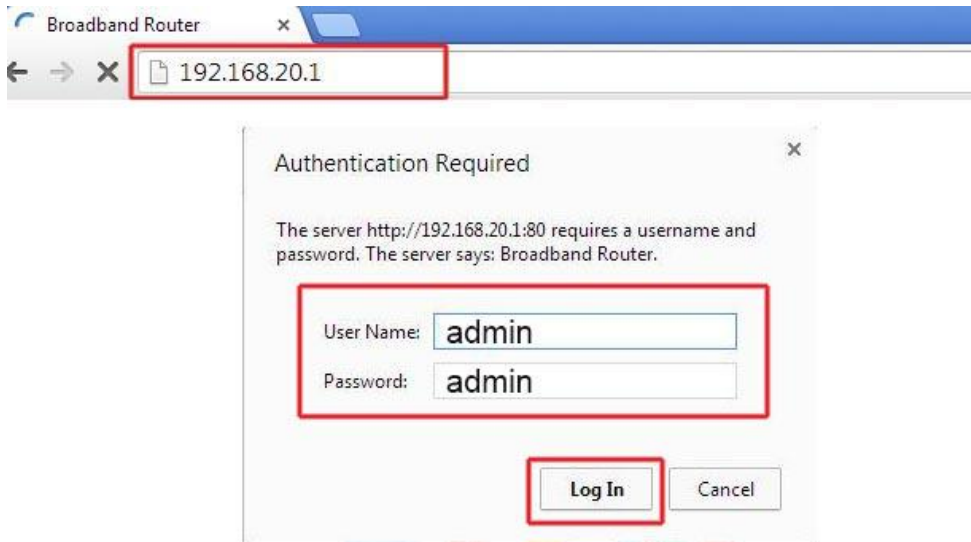 Broadband Router
192.168.20.1
Authentication Required
The server http://192.168.20.1:80 requires a username and
password. The server says: Broadband Router.
User Name: admin
Password: admin
Log In Cancel